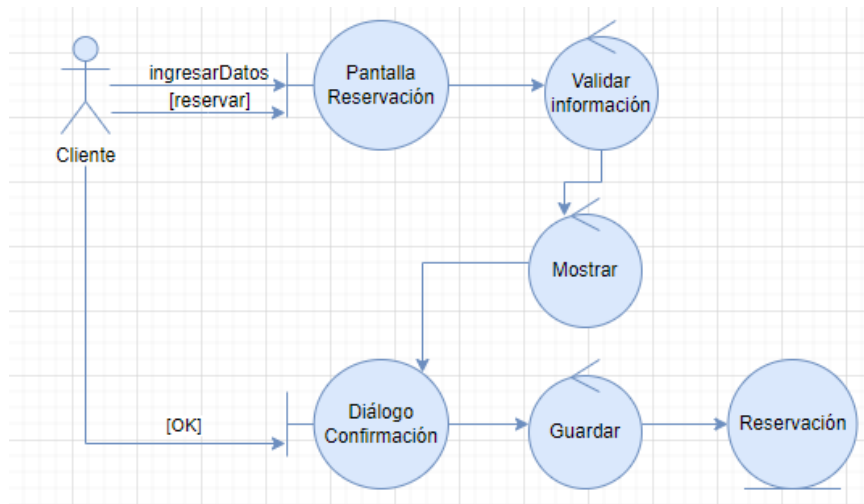 ingresarDatos
[reservar]
Cliente
Pantalla
Reservación
Validar
información
Mostrar
[OK]
Diálogo
Confirmación
Guardar
Reservación